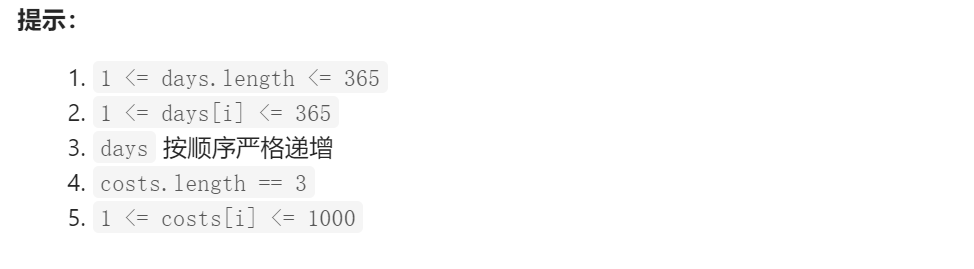 提示：
1. 1 <= days.length <= 365
2. 1 <= days[i] <= 365
3. days 按顺序严格递增
4. costs.length == 3
5. 1 <= costs[i] <= 1000